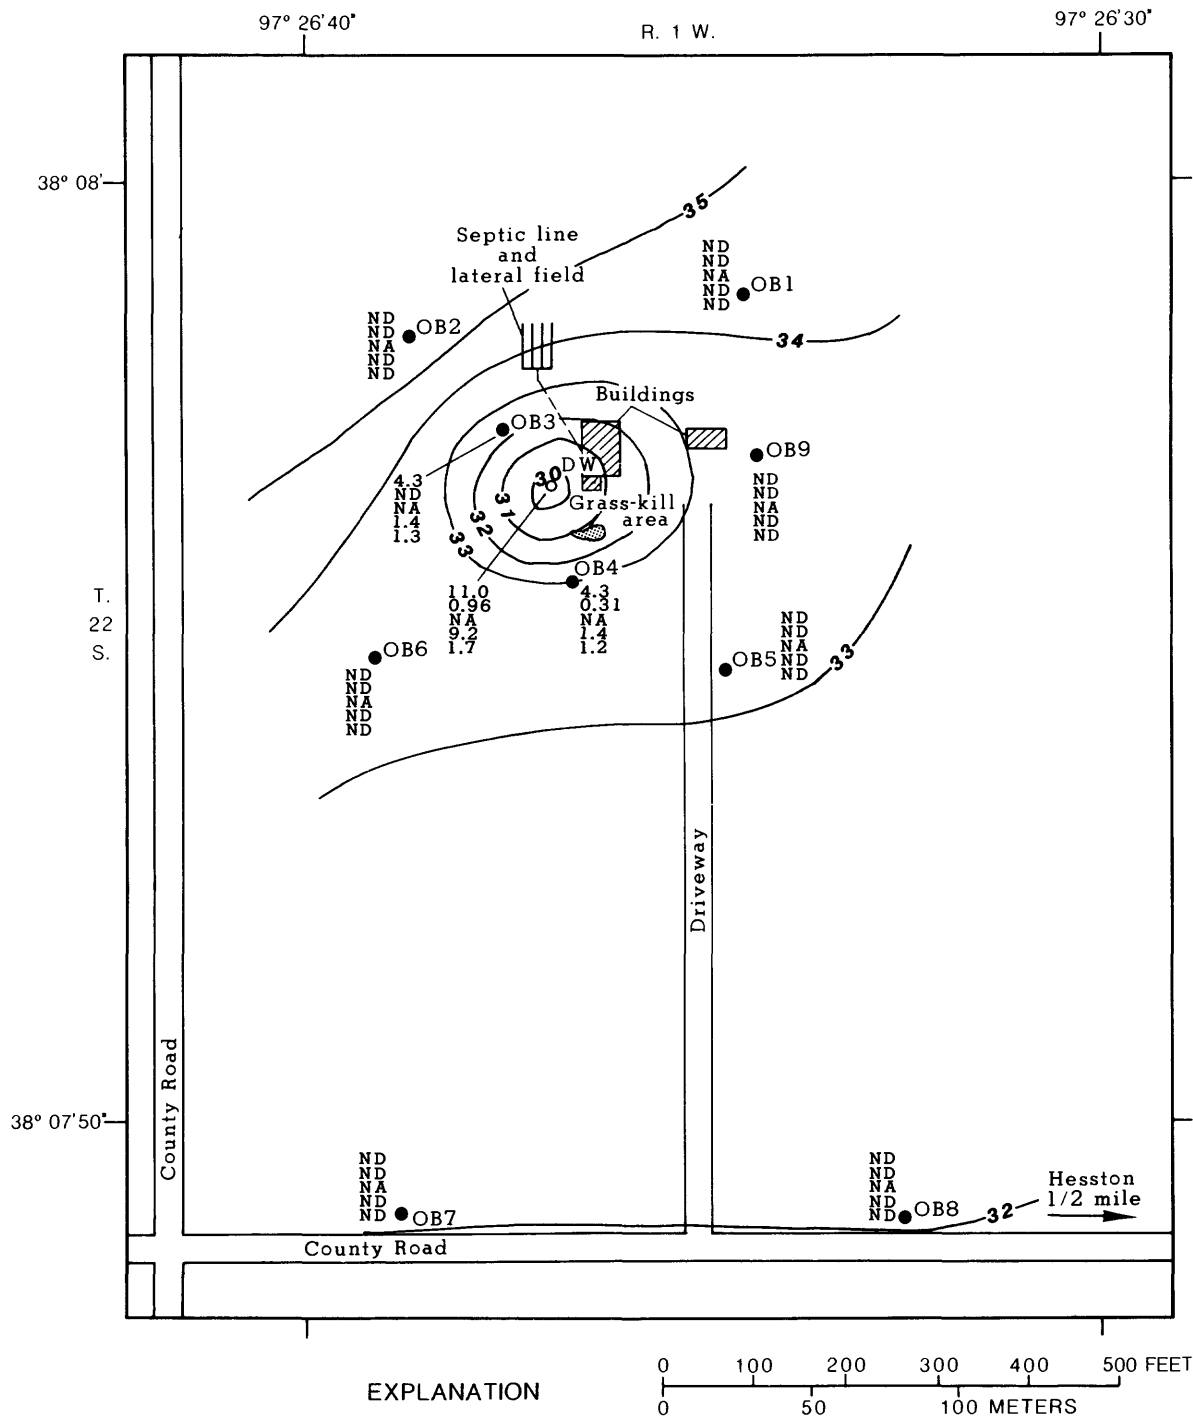 97° 26'40"
R. 1 W.
97° 26'30"
38° 08'
35
Septic line
and
lateral field
ND
ND
NA
ND
ND
OB1
ND
ND
NA
ND
ND
OB2
34
Buildings
OB3
OB9
DW
30
4.3
ND
NA
1.4
1.3
31
32
33
Grass-kill
area
ND
ND
NA
ND
ND
OB4
11.0
0.96
NA
9.2
1.7
4.3
0.31
NA
1.4
1.2
T.
22
S.
OB6
ND
ND
NA
ND
ND
OB5
ND
ND
NA
ND
ND
33
Driveway
County Road
38° 07'50"
ND
ND
NA
ND
ND
OB7
ND
ND
NA
ND
ND
OB8
32
Hesston
1/2 mile
County Road
0 100 200 300 400 500 FEET
0 50 100 METERS
EXPLANATION